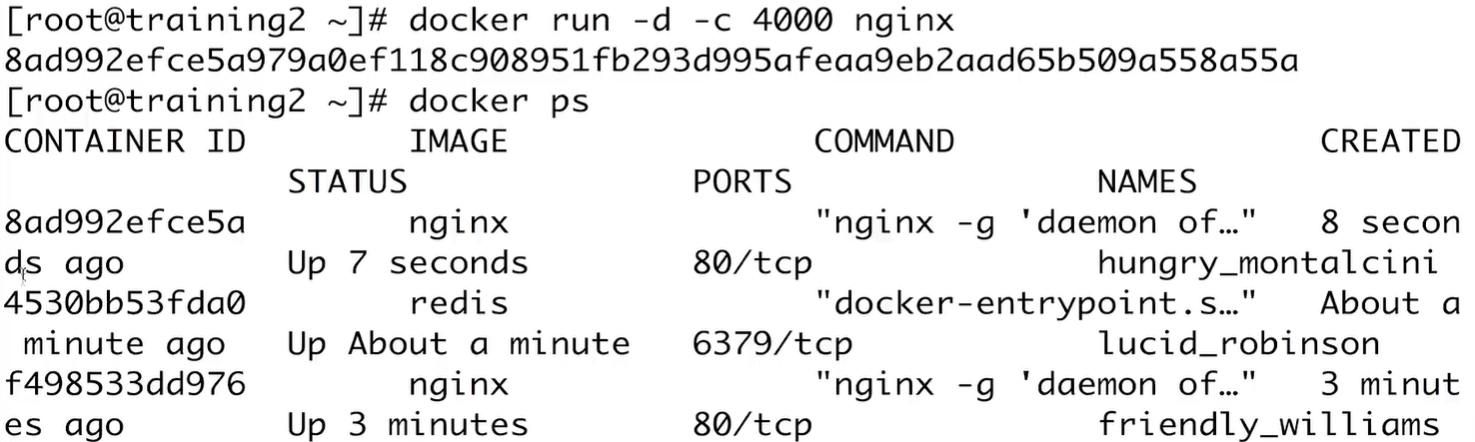 [root@training2 ~]# docker run -d -c 4000 nginx
8ad992efce5a979a0ef118c908951fb293d995afeaa9eb2aad65b509a558a55a
[root@training2 ~]# docker ps
CONTAINER ID        IMAGE               COMMAND                  CREATED
              STATUS              PORTS               NAMES
8ad992efce5a        nginx               "nginx -g 'daemon of…"   8 secon
ds ago        Up 7 seconds        80/tcp              hungry_montalcini
4530bb53fda0        redis               "docker-entrypoint.s…"   About a
 minute ago   Up About a minute   6379/tcp            lucid_robinson
f498533dd976        nginx               "nginx -g 'daemon of…"   3 minut
es ago        Up 3 minutes        80/tcp              friendly_williams